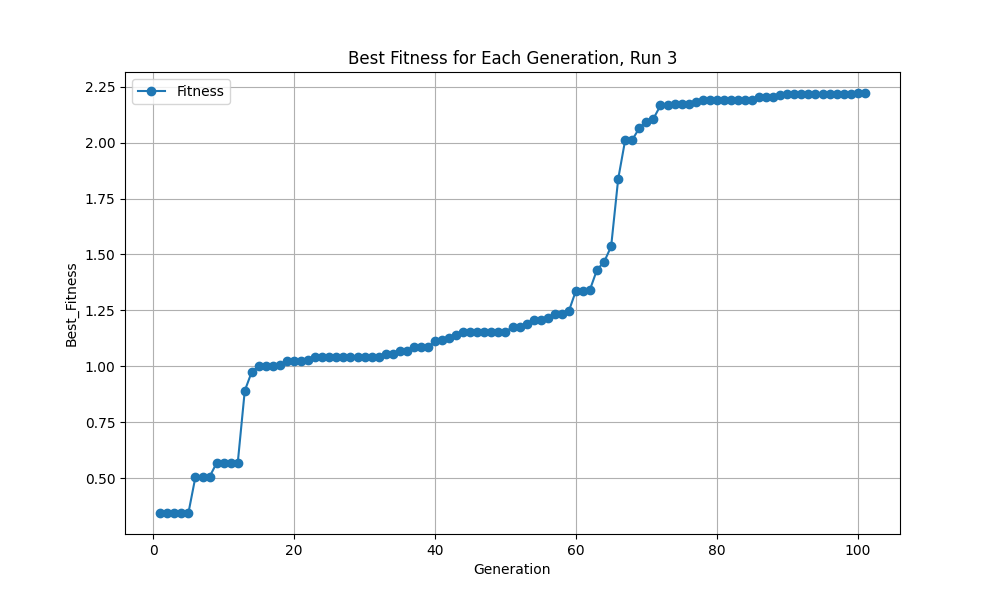 Best Fitness for Each Generation, Run 3
Fitness
2.25
2.00
1.75
1.50
1.25
1.00
0.75
0.50
Best_Fitness
0 20 40 60 80 100
Generation